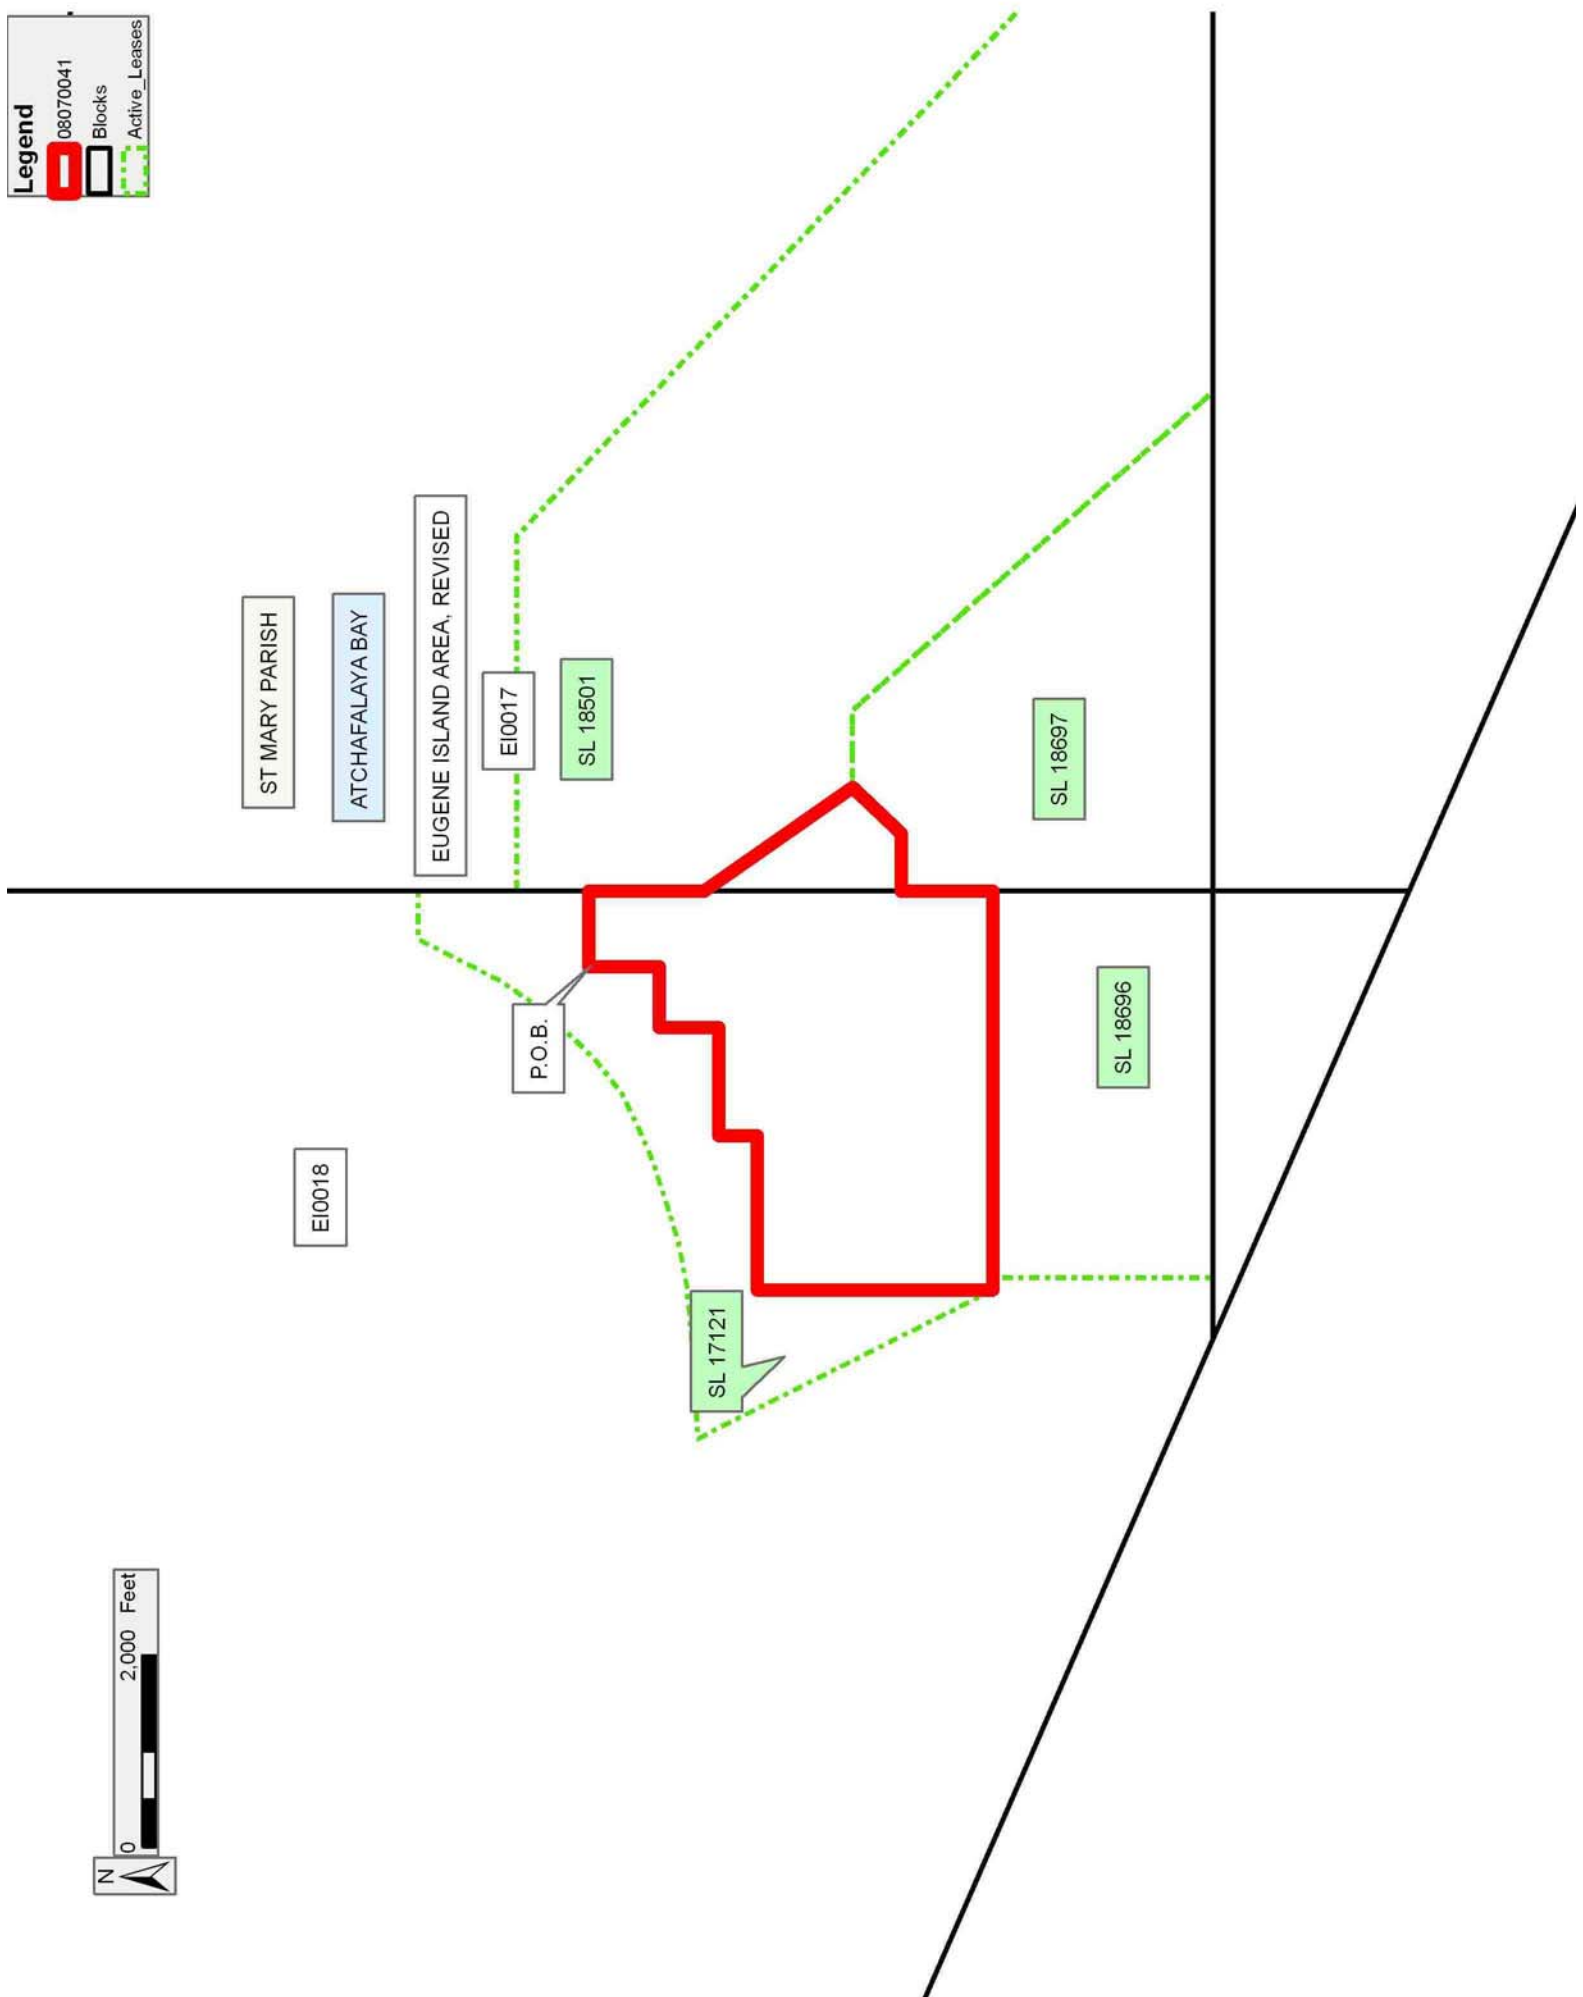 Legend
08070041
Blocks
Active_Leases
ST MARY PARISH
ATCHAFALAYA BAY
EUGENE ISLAND AREA, REVISED
EI0017
SL 18501
EI0018
P.O.B.
SL 17121
SL 18697
SL 18696
N
0 2,000 Feet